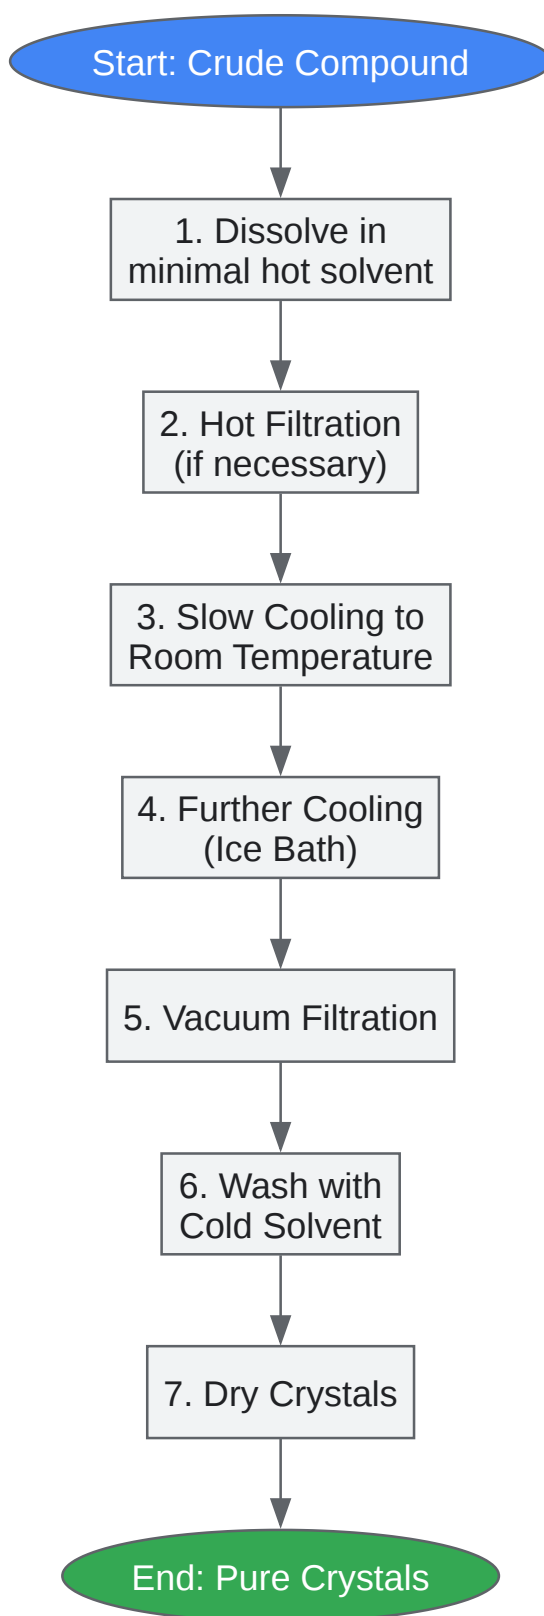 Start: Crude Compound
1. Dissolve in
minimal hot solvent
2. Hot Filtration
(if necessary)
3. Slow Cooling to
Room Temperature
4. Further Cooling
(Ice Bath)
5. Vacuum Filtration
6. Wash with
Cold Solvent
7. Dry Crystals
End: Pure Crystals